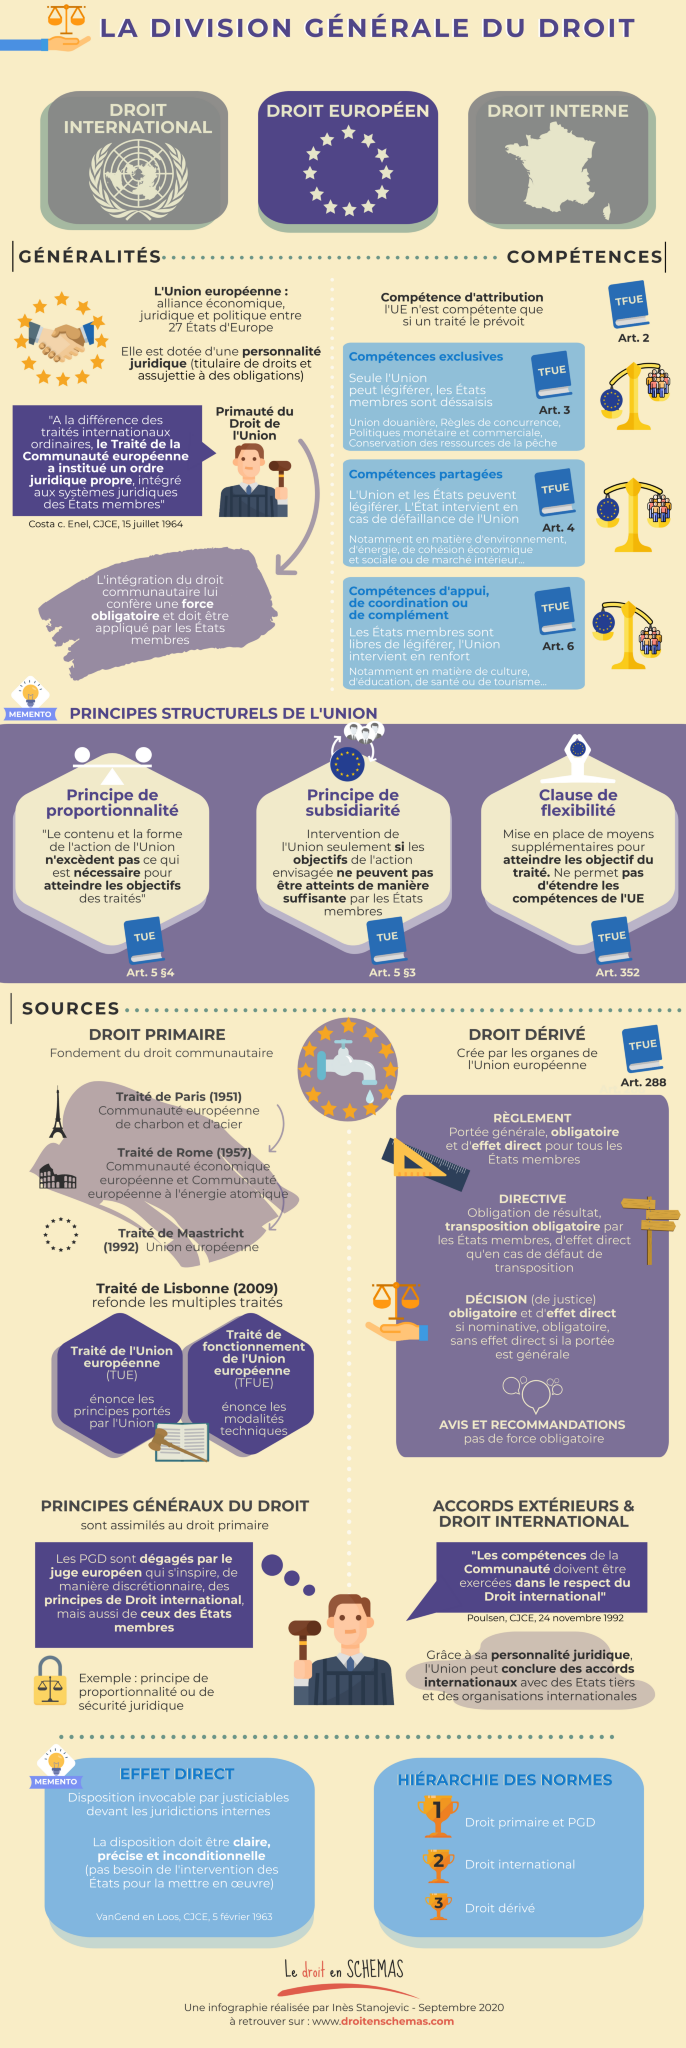 LA DIVISION GÉNÉRALE DU DROIT
DROIT
INTERNATIONAL
DROIT EUROPÉEN
DROIT INTERNE
GÉNÉRALITÉS
COMPÉTENCES
L'Union européenne :
alliance économique,
juridique et politique entre
27 États d'Europe
Elle est dotée d'une personnalité
juridique (titulaire de droits et
assujettie à des obligations)
"A la différence des
traités internationaux
ordinaires, le Traité de la
Communauté européenne
a institué un ordre
juridique propre, intégré
aux systèmes juridiques
des États membres"
Costa c. Enel, CJCE, 15 juillet 1964
Primauté du
Droit de
l'Union
L'intégration du droit
communautaire lui
confère une force
obligatoire et doit être
appliqué par les États
membres
Compétence d'attribution
l'UE n'est compétente que
si un traité le prévoit
TFUE
Art. 2
Compétences exclusives
Seule l'Union
peut légiférer, les États
membres sont déssaisis
TFUE
Art. 3
Union douanière, Règles de concurrence,
Politiques monétaire et commerciale,
Conservation des ressources de la pêche
Compétences partagées
L'Union et les États peuvent
légiférer. L'État intervient en
cas de défaillance de l'Union
TFUE
Art. 4
Notamment en matière d'environnement,
d'énergie, de cohésion économique
et sociale ou de marché intérieur...
Compétences d'appui,
de coordination ou
de complément
Les États membres sont
libres de légiférer, l'Union
intervient en renfort
TFUE
Art. 6
Notamment en matière de culture,
d'éducation, de santé ou de tourisme...
MEMENTO
PRINCIPES STRUCTURELS DE L'UNION
Principe de
proportionnalité
"Le contenu et la forme
de l'action de l'Union
n'excèdent pas ce qui
est nécessaire pour
atteindre les objectifs
des traités"
TUE
Art. 5 §4
Principe de
subsidiarité
Intervention de
l'Union seulement si les
objectifs de l'action
envisagée ne peuvent pas
être atteints de manière
suffisante par les États
membres
TUE
Art. 5 §3
Clause de
flexibilité
Mise en place de moyens
supplémentaires pour
atteindre les objectif du
traité. Ne permet pas
d'étendre les
compétences de l'UE
TFUE
Art. 352
SOURCES
DROIT PRIMAIRE
Fondement du droit communautaire
Traité de Paris (1951)
Communauté européenne
de charbon et d'acier
Traité de Rome (1957)
Communauté économique
européenne et Communauté
européenne à l'énergie atomique
Traité de Maastricht
(1992) Union européenne
Traité de Lisbonne (2009)
refonde les multiples traités
Traité de l'Union
européenne
(TUE)
énonce les
principes portés
par l'Union
Traité de
fonctionnement
de l'Union
européenne
(TFUE)
énonce les
modalités
techniques
DROIT DÉRIVÉ
Crée par les organes de
l'Union européenne
TFUE
Art. 288
RÈGLEMENT
Portée générale, obligatoire
et d'effet direct pour tous les
États membres
DIRECTIVE
Obligation de résultat,
transposition obligatoire par
les États membres, d'effet direct
qu'en cas de défaut de
transposition
DÉCISION (de justice)
obligatoire et d'effet direct
si nominative, obligatoire,
sans effet direct si la portée
est générale
AVIS ET RECOMMANDATIONS
pas de force obligatoire
PRINCIPES GÉNÉRAUX DU DROIT
sont assimilés au droit primaire
Les PGD sont dégagés par le
juge européen qui s'inspire, de
manière discrétionnaire, des
principes de Droit international,
mais aussi de ceux des États
membres
Exemple : principe de
proportionnalité ou de
sécurité juridique
ACCORDS EXTÉRIEURS &
DROIT INTERNATIONAL
"Les compétences de la
Communauté doivent être
exercées dans le respect du
Droit international"
Poulsen, CJCE, 24 novembre 1992
Grâce à sa personnalité juridique,
l'Union peut conclure des accords
internationaux avec des Etats tiers
et des organisations internationales
MEMENTO
EFFET DIRECT
Disposition invocable par justiciables
devant les juridictions internes
La disposition doit être claire,
précise et inconditionnelle
(pas besoin de l'intervention des
États pour la mettre en œuvre)
VanGend en Loos, CJCE, 5 février 1963
HIÉRARCHIE DES NORMES
1
Droit primaire et PGD
2
Droit international
3
Droit dérivé
Le droit en SCHEMAS
Une infographie réalisée par Inès Stanojevic - Septembre 2020
à retrouver sur : www.droitenschemas.com